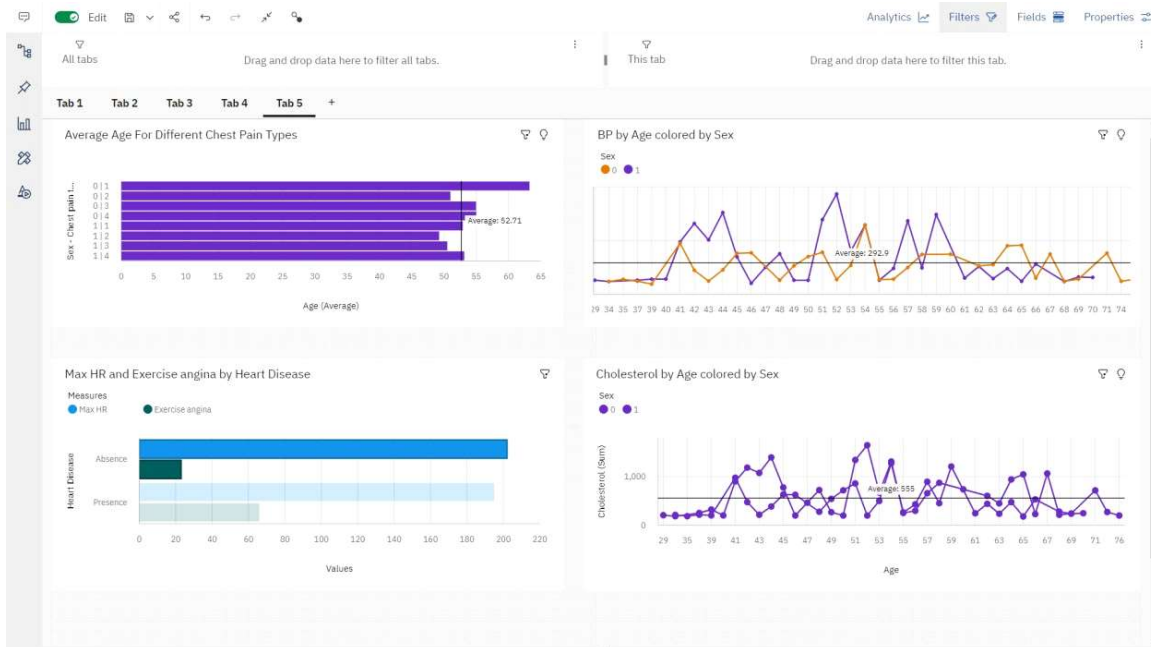 Edit
Analytics
Filters
Fields
Properties
All tabs
Drag and drop data here to filter all tabs.
This tab
Drag and drop data here to filter this tab.
Tab 1 Tab 2 Tab 3 Tab 4 Tab 5 +
Average Age For Different Chest Pain Types
Sex - Chest pain t...
0 | 1
0 | 2
0 | 3
0 | 4
1 | 1
1 | 2
1 | 3
1 | 4
Average: 52.71
0 5 10 15 20 25 30 35 40 45 50 55 60 65
Age (Average)
BP by Age colored by Sex
Sex
0 1
Average: 292.9
29 34 35 37 39 40 41 42 43 44 45 46 47 48 49 50 51 52 53 54 55 56 57 58 59 60 61 62 63 64 65 66 67 68 69 70 71 74
Max HR and Exercise angina by Heart Disease
Measures
Max HR Exercise angina
Heart Disease
Absence
Presence
0 20 40 60 80 100 120 140 160 180 200 220
Values
Cholesterol by Age colored by Sex
Sex
0 1
Cholesterol (Sum)
1,000
0
Average: 555
29 35 39 41 43 45 47 49 51 53 55 57 59 61 63 65 67 69 71 76
Age